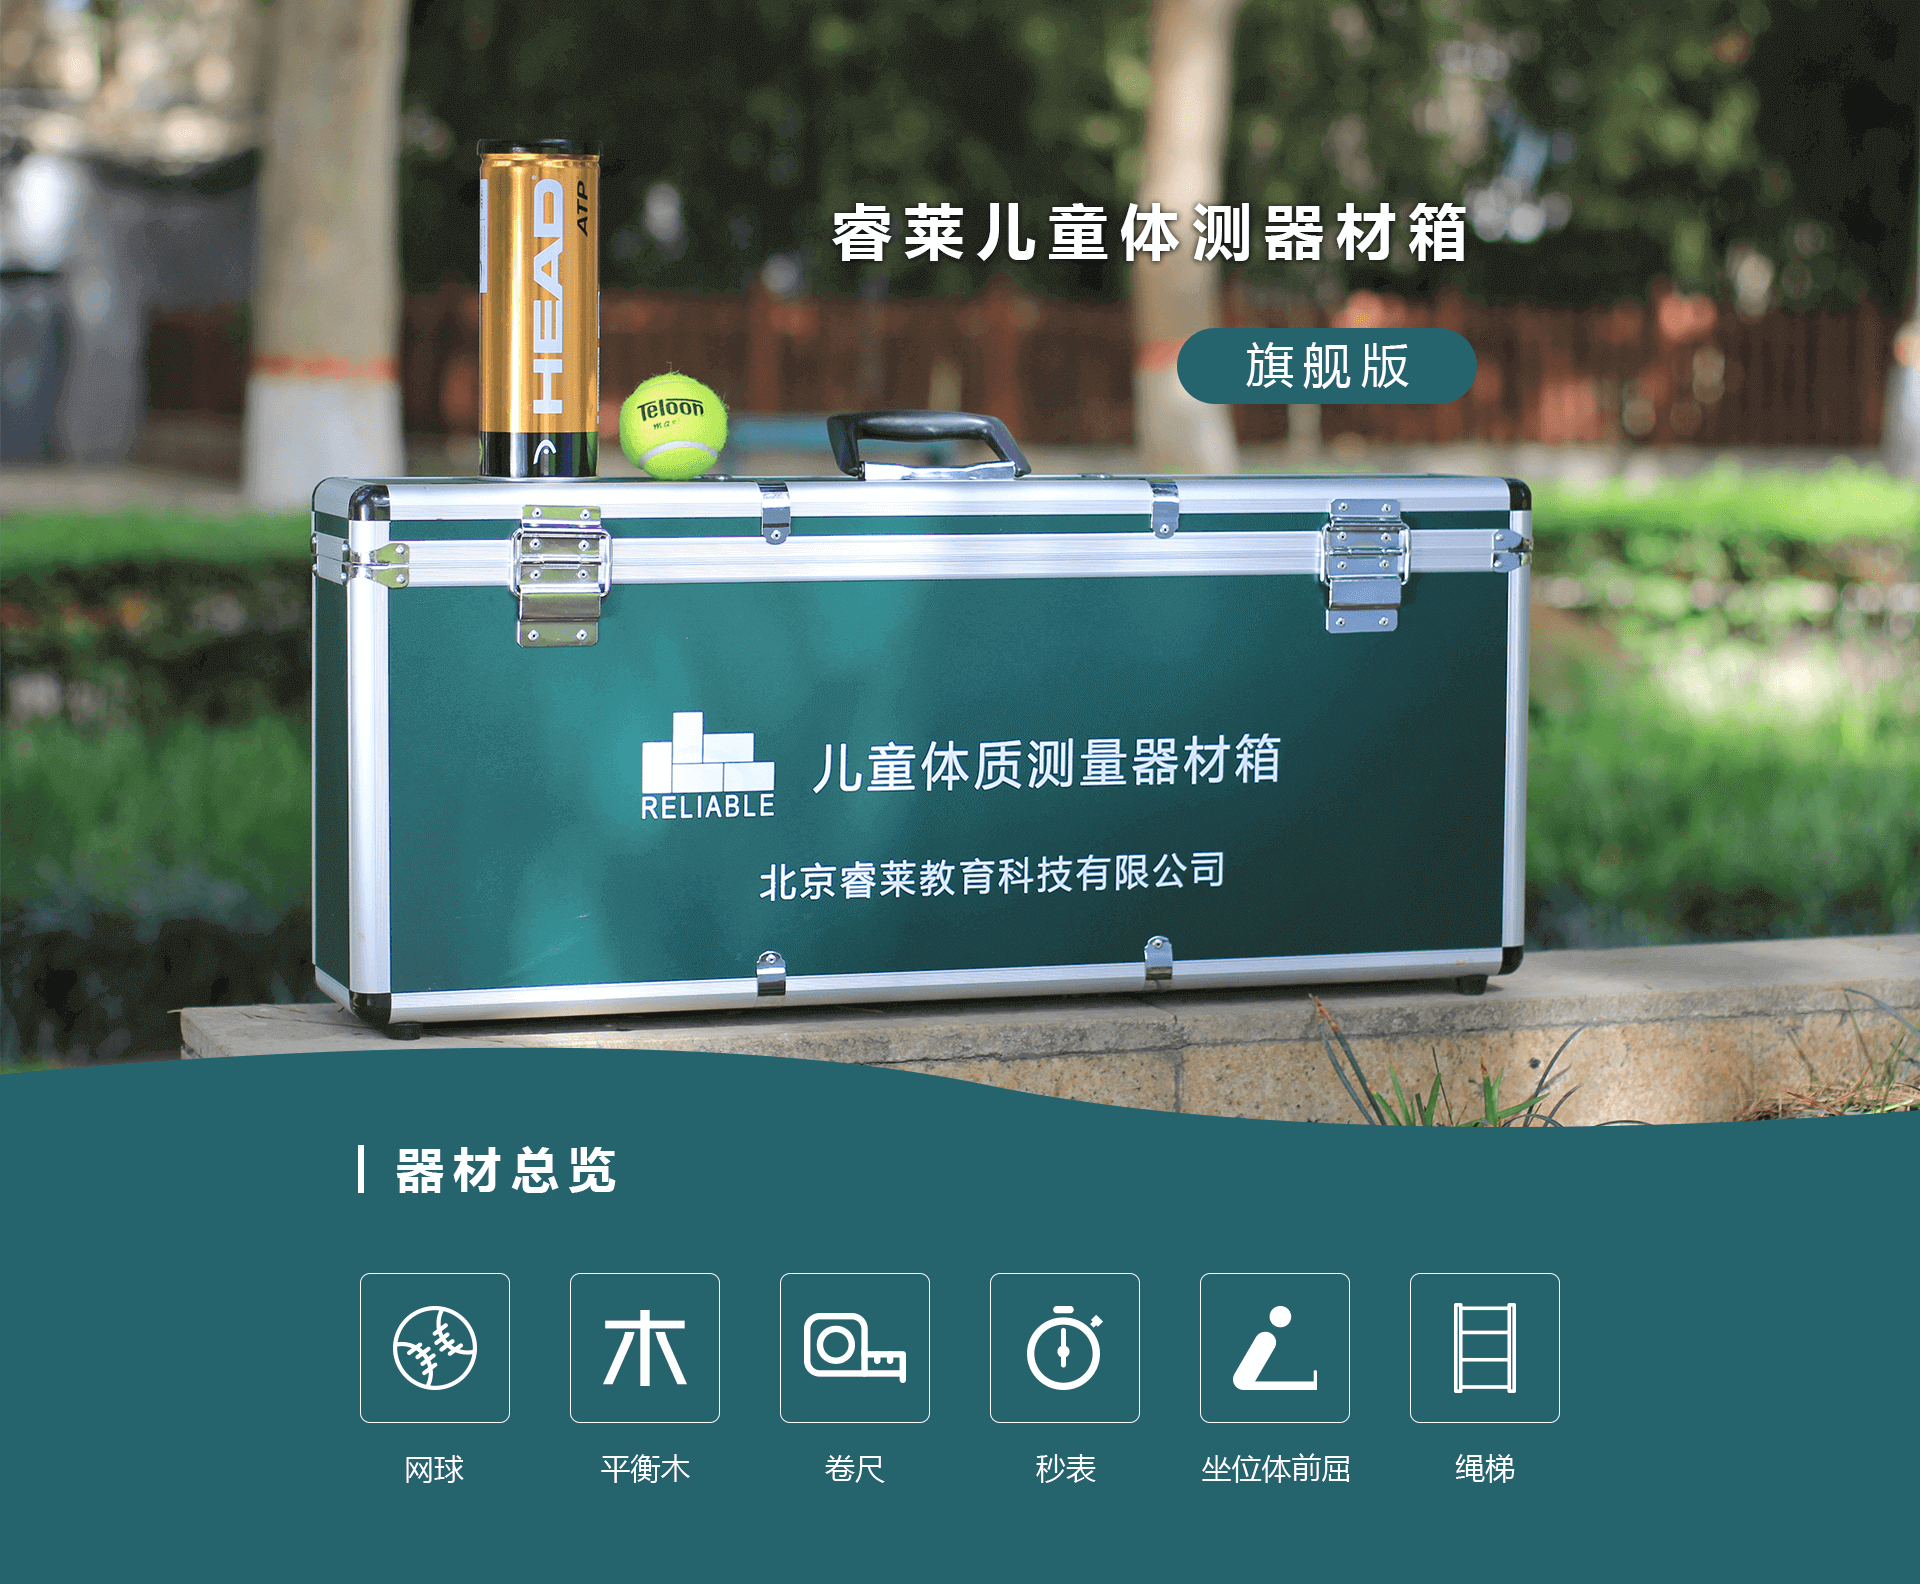 HEAD
ATP
Teloon
睿莱儿童体测器材箱
旗舰版
RELIABLE
儿童体质测量器材箱
北京睿莱教育科技有限公司
器材总览
木
网球
平衡木
卷尺
秒表
坐位体前屈
绳梯